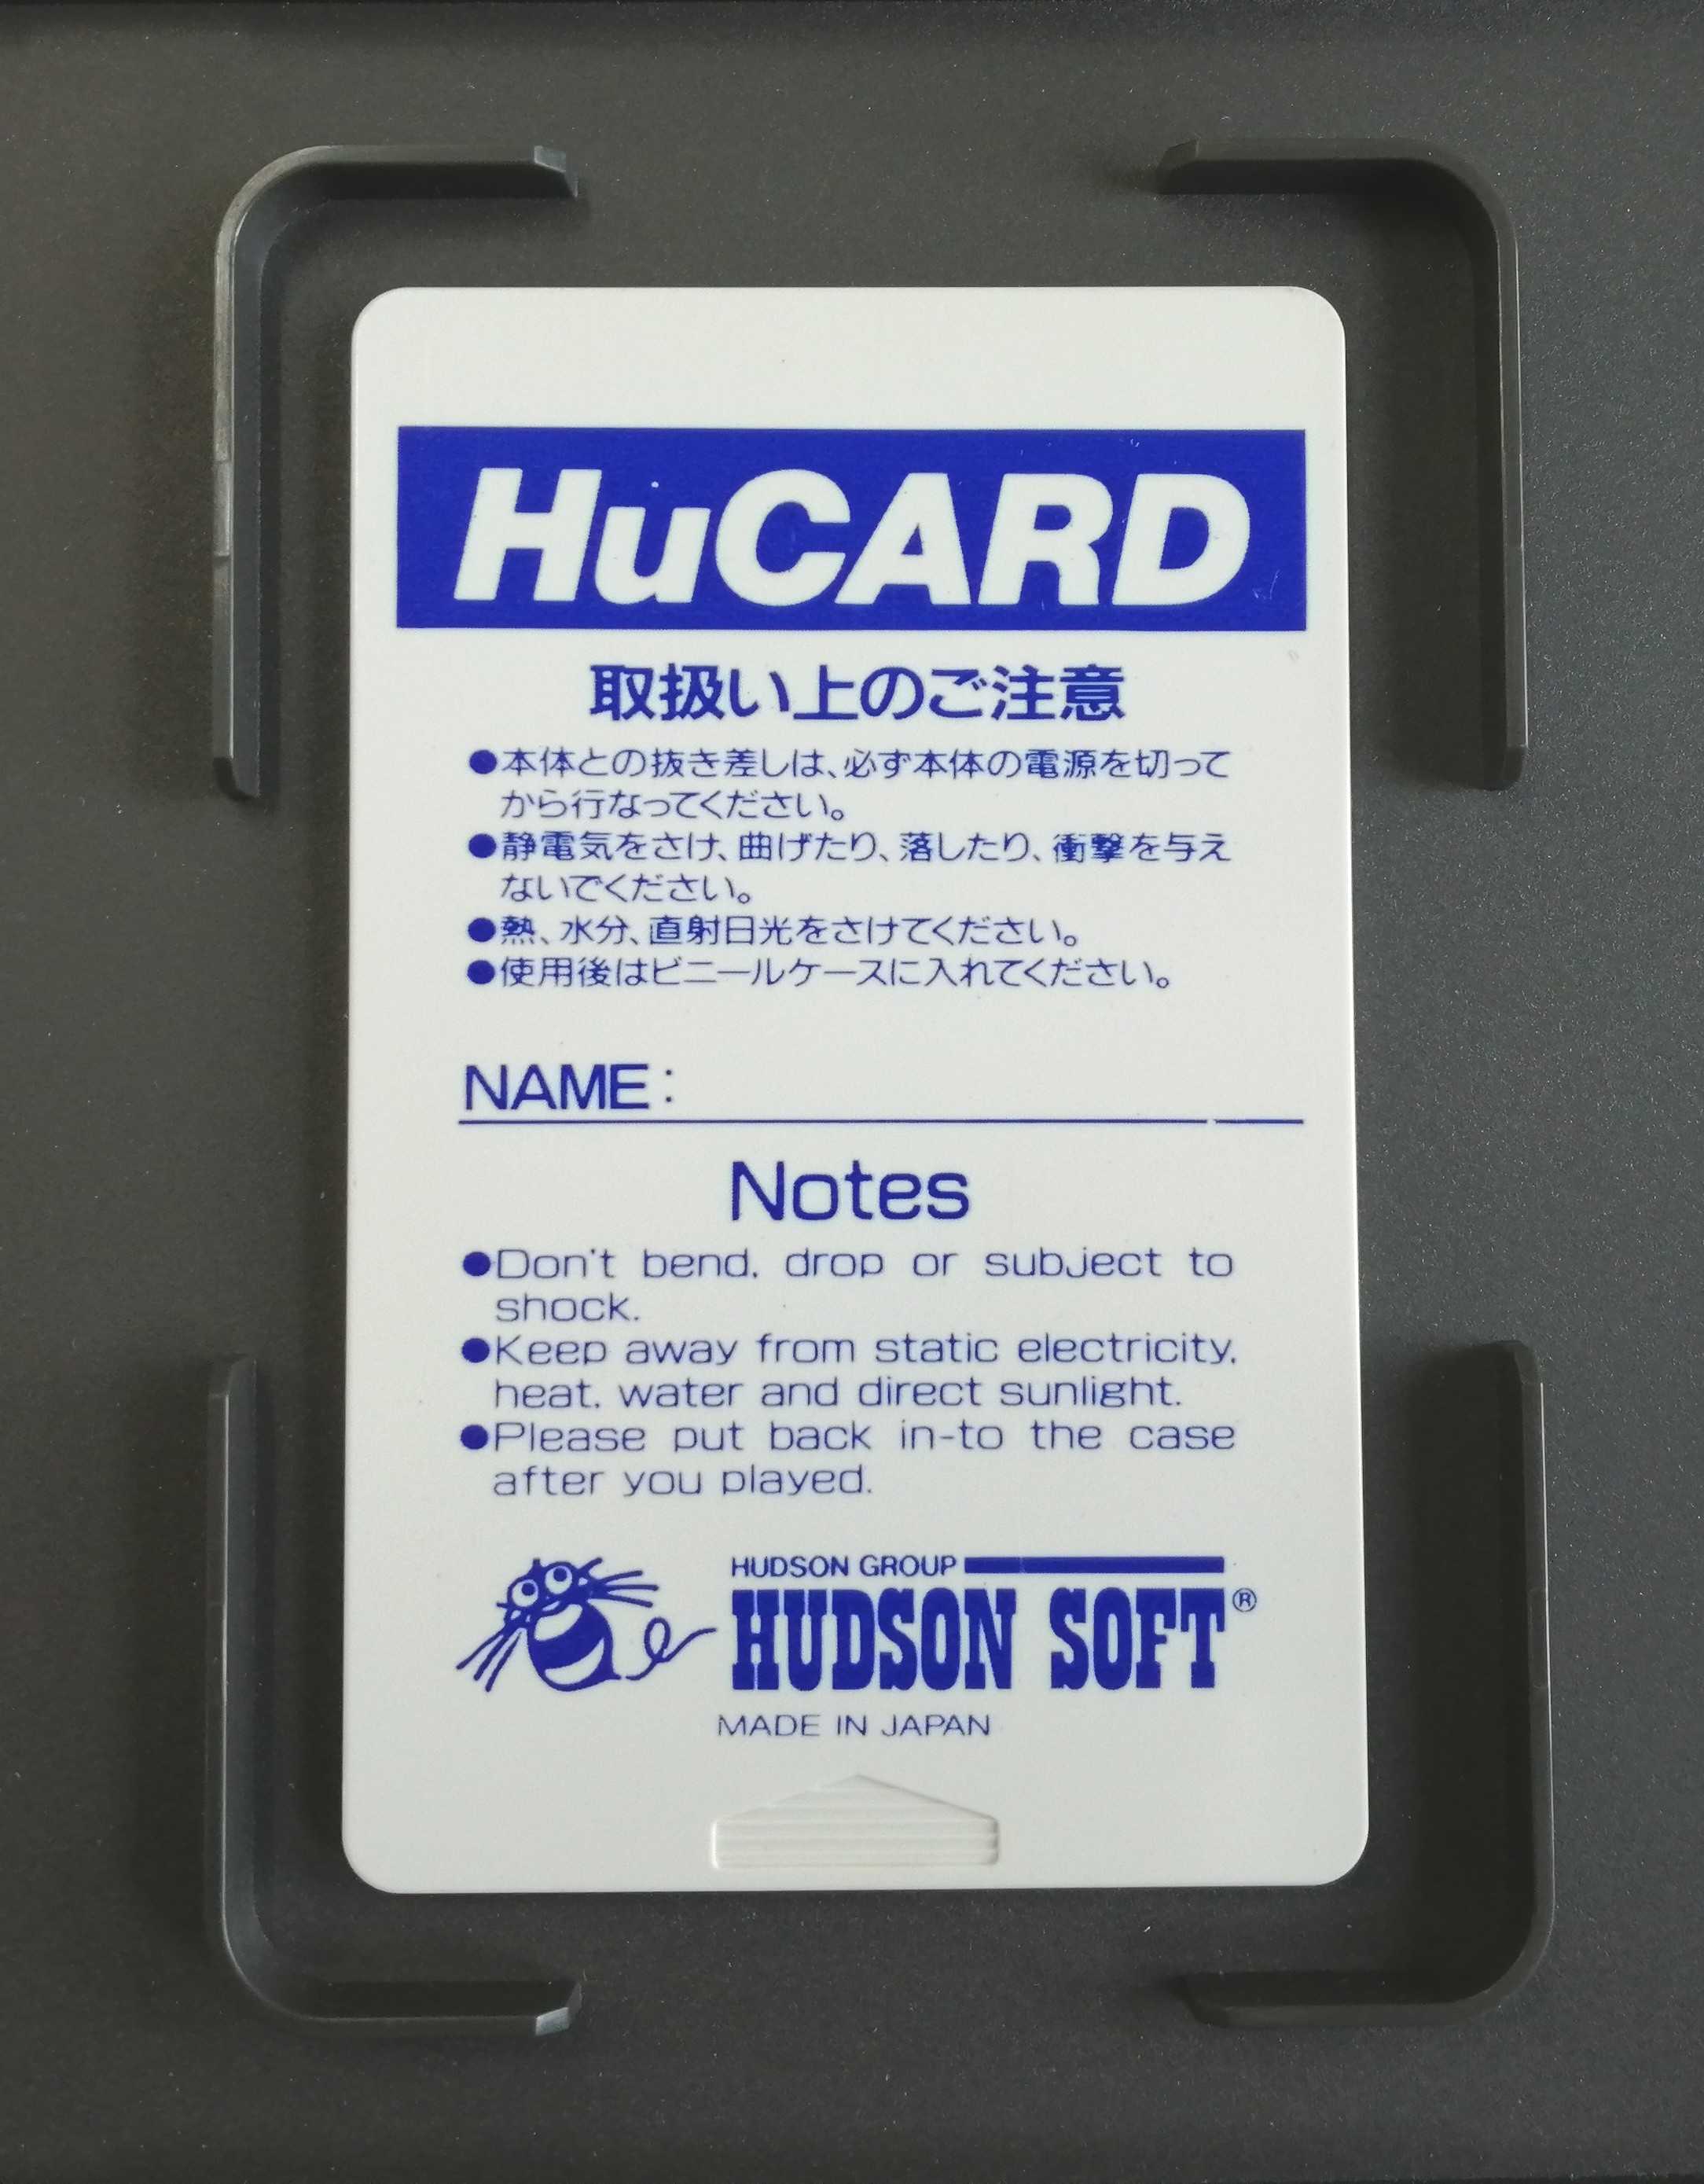 HuCARD
取扱い上のご注意
●本体との抜き差しは、必ず本体の電源を切って
から行なってください。
●静電気をさけ、曲げたり、落したり、衝撃を与え
ないでください。
●熱、水分、直射日光をさけてください。
●使用後はビニールケースに入れてください。
NAME:
Notes
●Don't bend, drop or subject to
shock.
●Keep away from static electricity,
heat, water and direct sunlight.
●Please put back in-to the case
after you played.
HUDSON GROUP
HUDSON SOFT®
MADE IN JAPAN